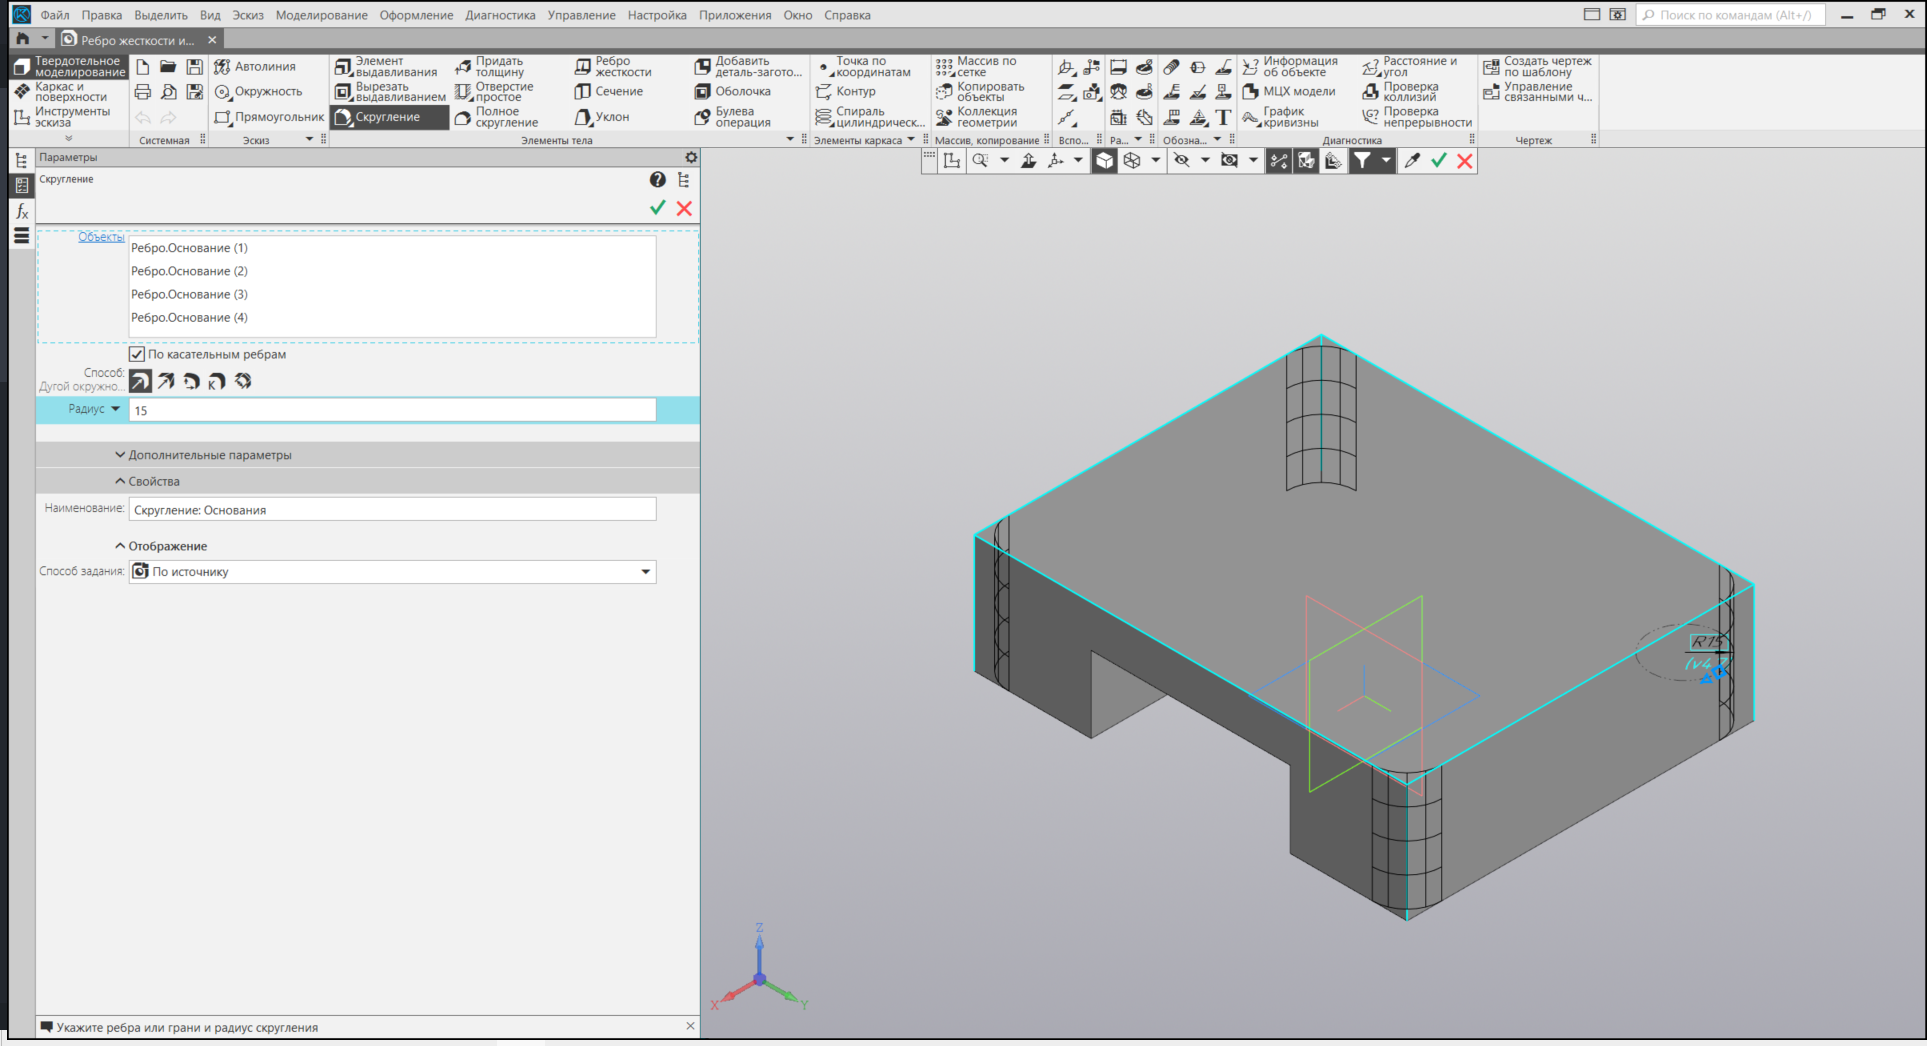 Файл Правка Выделить Вид Эскиз Моделирование Оформление Диагностика Управление Настройка Приложения Окно Справка
Поиск по командам (Alt+/)
Ребро жесткости и...
Твердотельное моделирование
Каркас и поверхности
Инструменты эскиза
Системная
Автолиния
Окружность
Прямоугольник
Эскиз
Элемент выдавливания
Вырезать выдавливанием
Скругление
Придать толщину
Отверстие простое
Полное скругление
Ребро жесткости
Сечение
Уклон
Добавить деталь-загото...
Оболочка
Булева операция
Элементы тела
Точка по координатам
Контур
Спираль цилиндрическ...
Элементы каркаса
Массив по сетке
Копировать объекты
Коллекция геометрии
Массив, копирование
Вспо...
Ра...
Обозна...
Информация об объекте
МЦХ модели
График кривизны
Расстояние и угол
Проверка коллизий
Проверка непрерывности
Диагностика
Создать чертеж по шаблону
Управление связанными ч...
Чертеж
Параметры
Скругление
Объекты
Ребро.Основание (1)
Ребро.Основание (2)
Ребро.Основание (3)
Ребро.Основание (4)
По касательным ребрам
Способ:
Дугой окружно...
Радиус 15
Дополнительные параметры
Свойства
Наименование: Скругление: Основания
Отображение
Способ задания: По источнику
Укажите ребра или грани и радиус скругления
R15
Z
X
Y